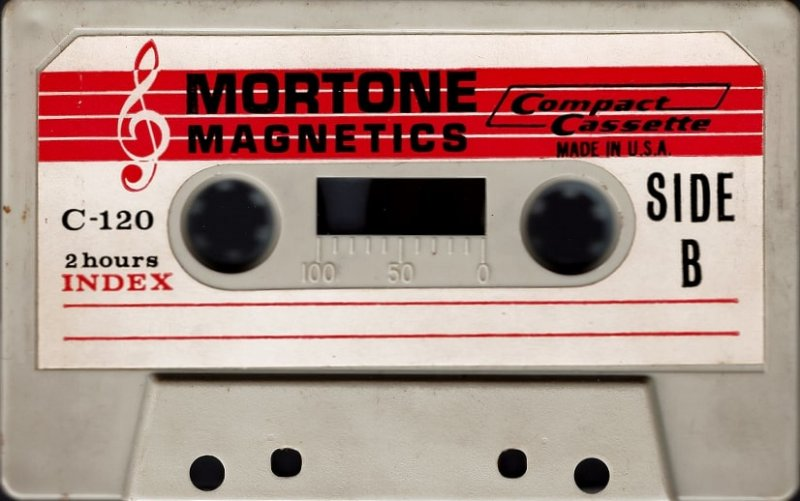 MORTONE
MAGNETICS
Compact
Cassette
MADE IN U.S.A.
C-120
2 hours
INDEX
SIDE
B
100 50 0